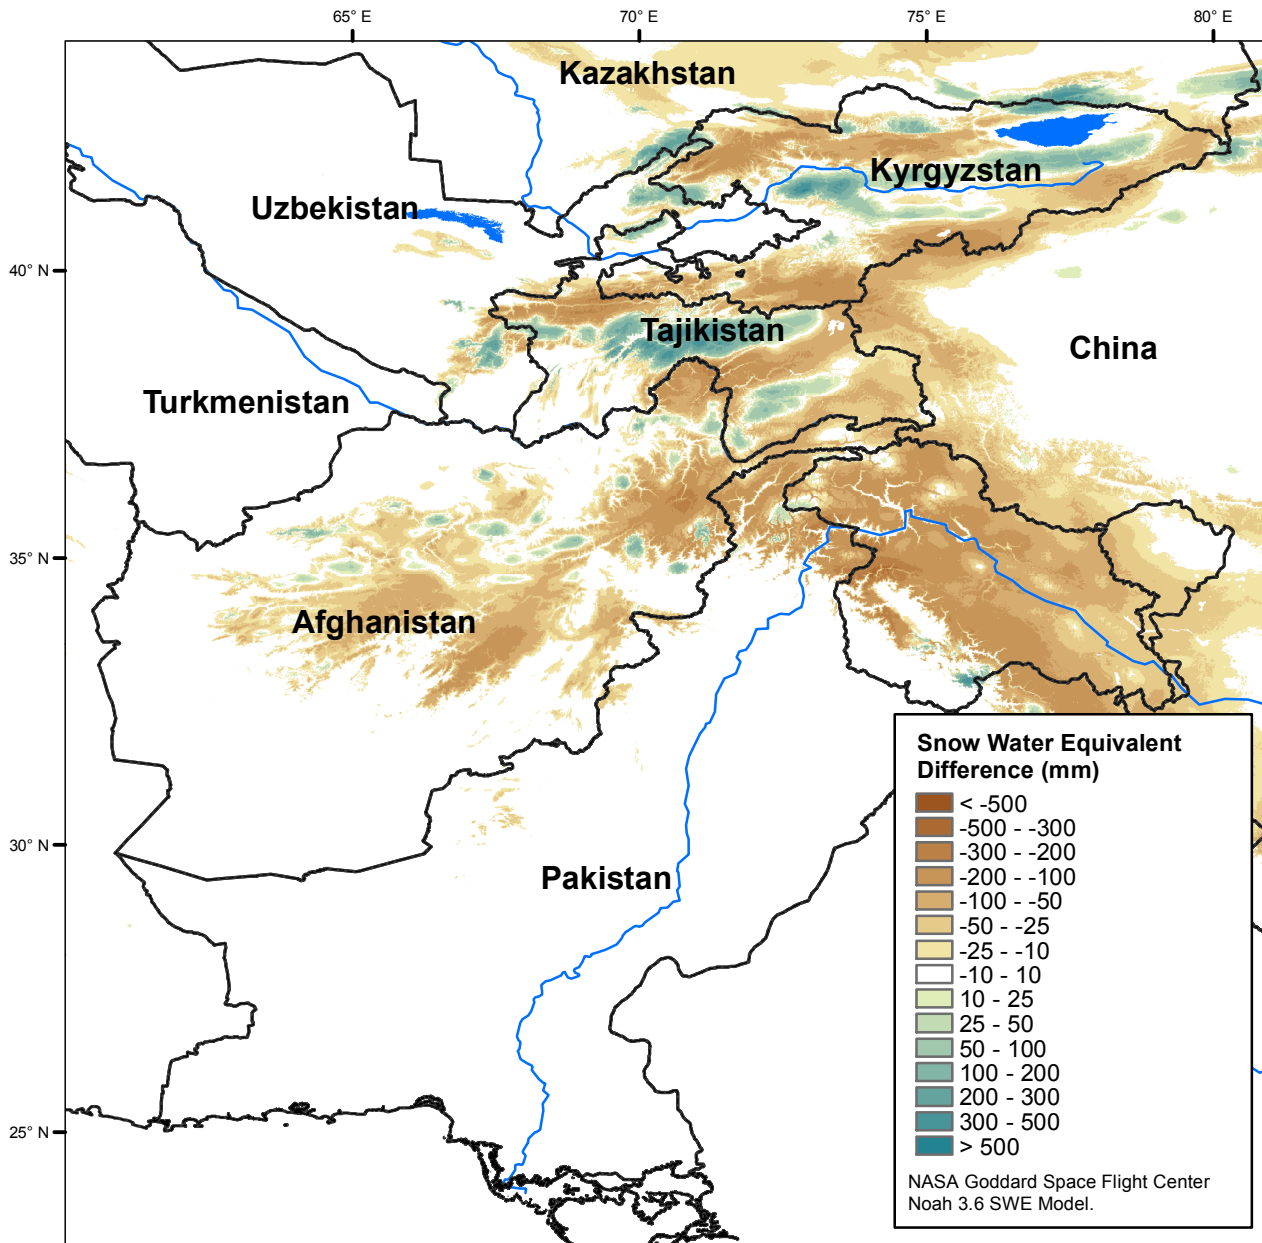 65° E
70° E
75° E
80° E
Kazakhstan
Kyrgyzstan
Uzbekistan
40° N
Tajikistan
China
Turkmenistan
35° N
Afghanistan
30° N
Pakistan
25° N
Snow Water Equivalent
Difference (mm)
< -500
-500 - -300
-300 - -200
-200 - -100
-100 - -50
-50 - -25
-25 - -10
-10 - 10
10 - 25
25 - 50
50 - 100
100 - 200
200 - 300
300 - 500
> 500
NASA Goddard Space Flight Center
Noah 3.6 SWE Model.